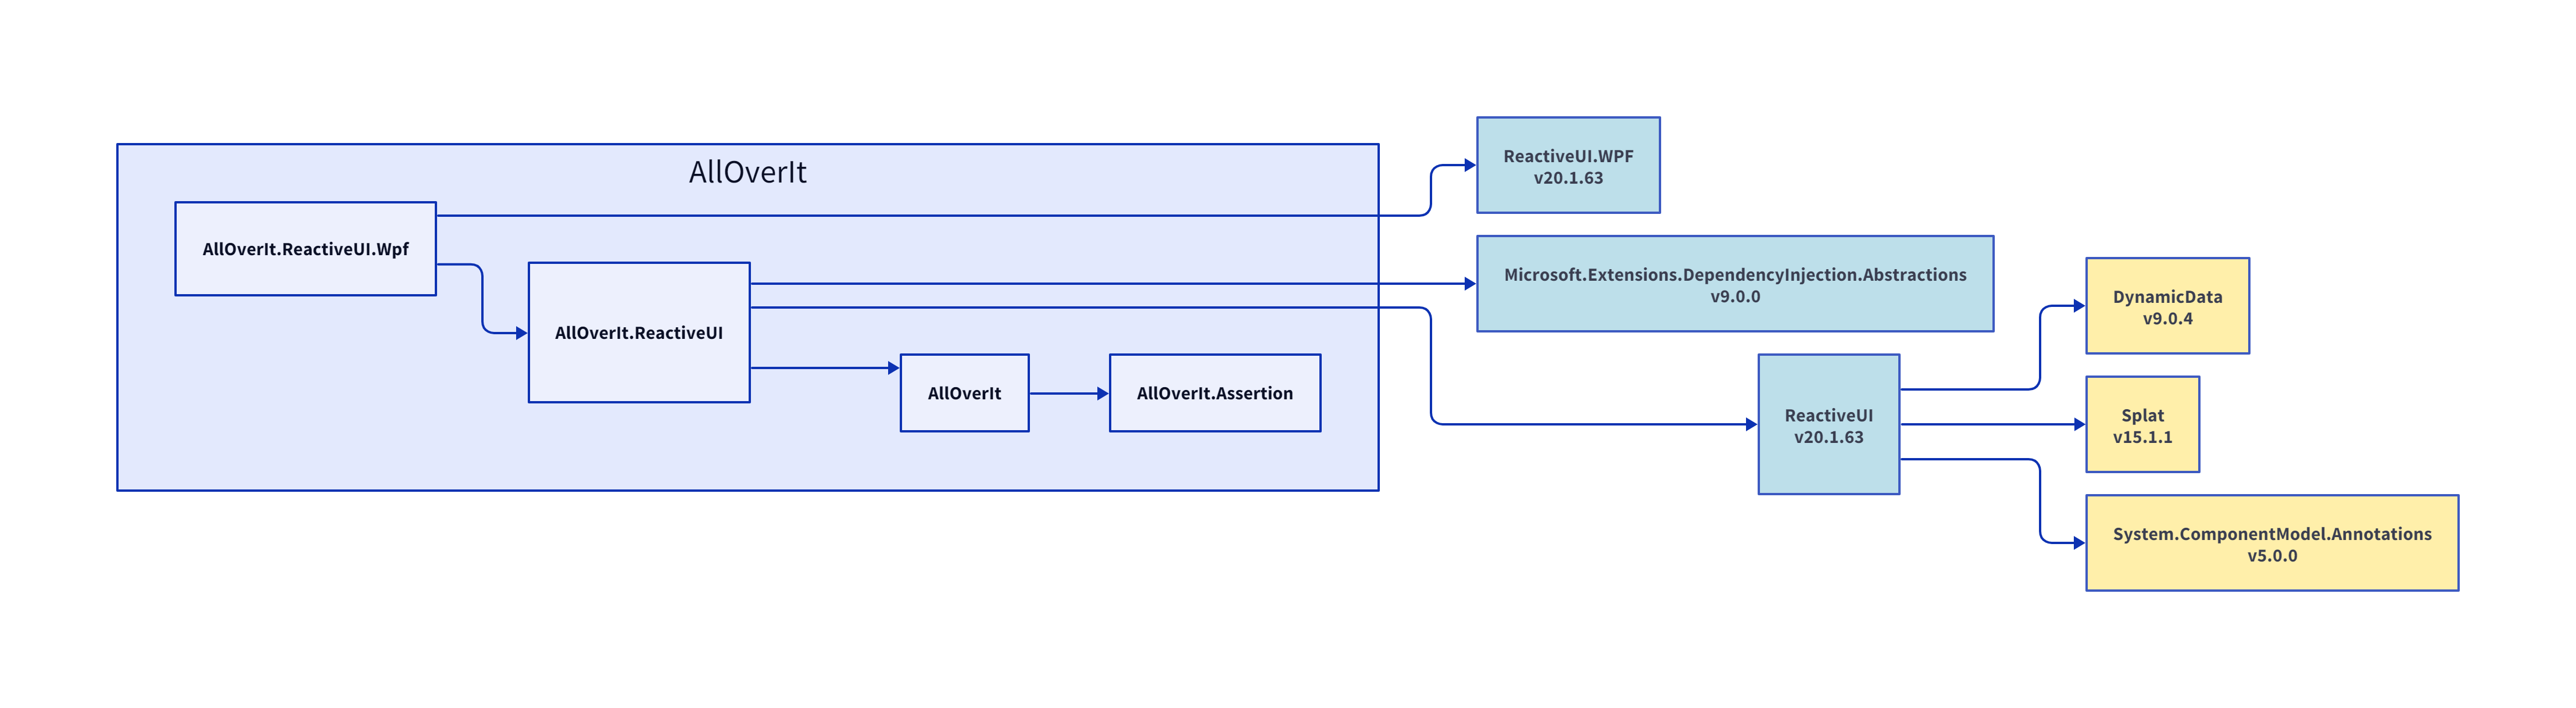 AllOverIt
AllOverIt.ReactiveUI.Wpf
AllOverIt.ReactiveUI
AllOverIt
AllOverIt.Assertion
ReactiveUI.WPF
v20.1.63
Microsoft.Extensions.DependencyInjection.Abstractions
v9.0.0
ReactiveUI
v20.1.63
DynamicData
v9.0.4
Splat
v15.1.1
System.ComponentModel.Annotations
v5.0.0